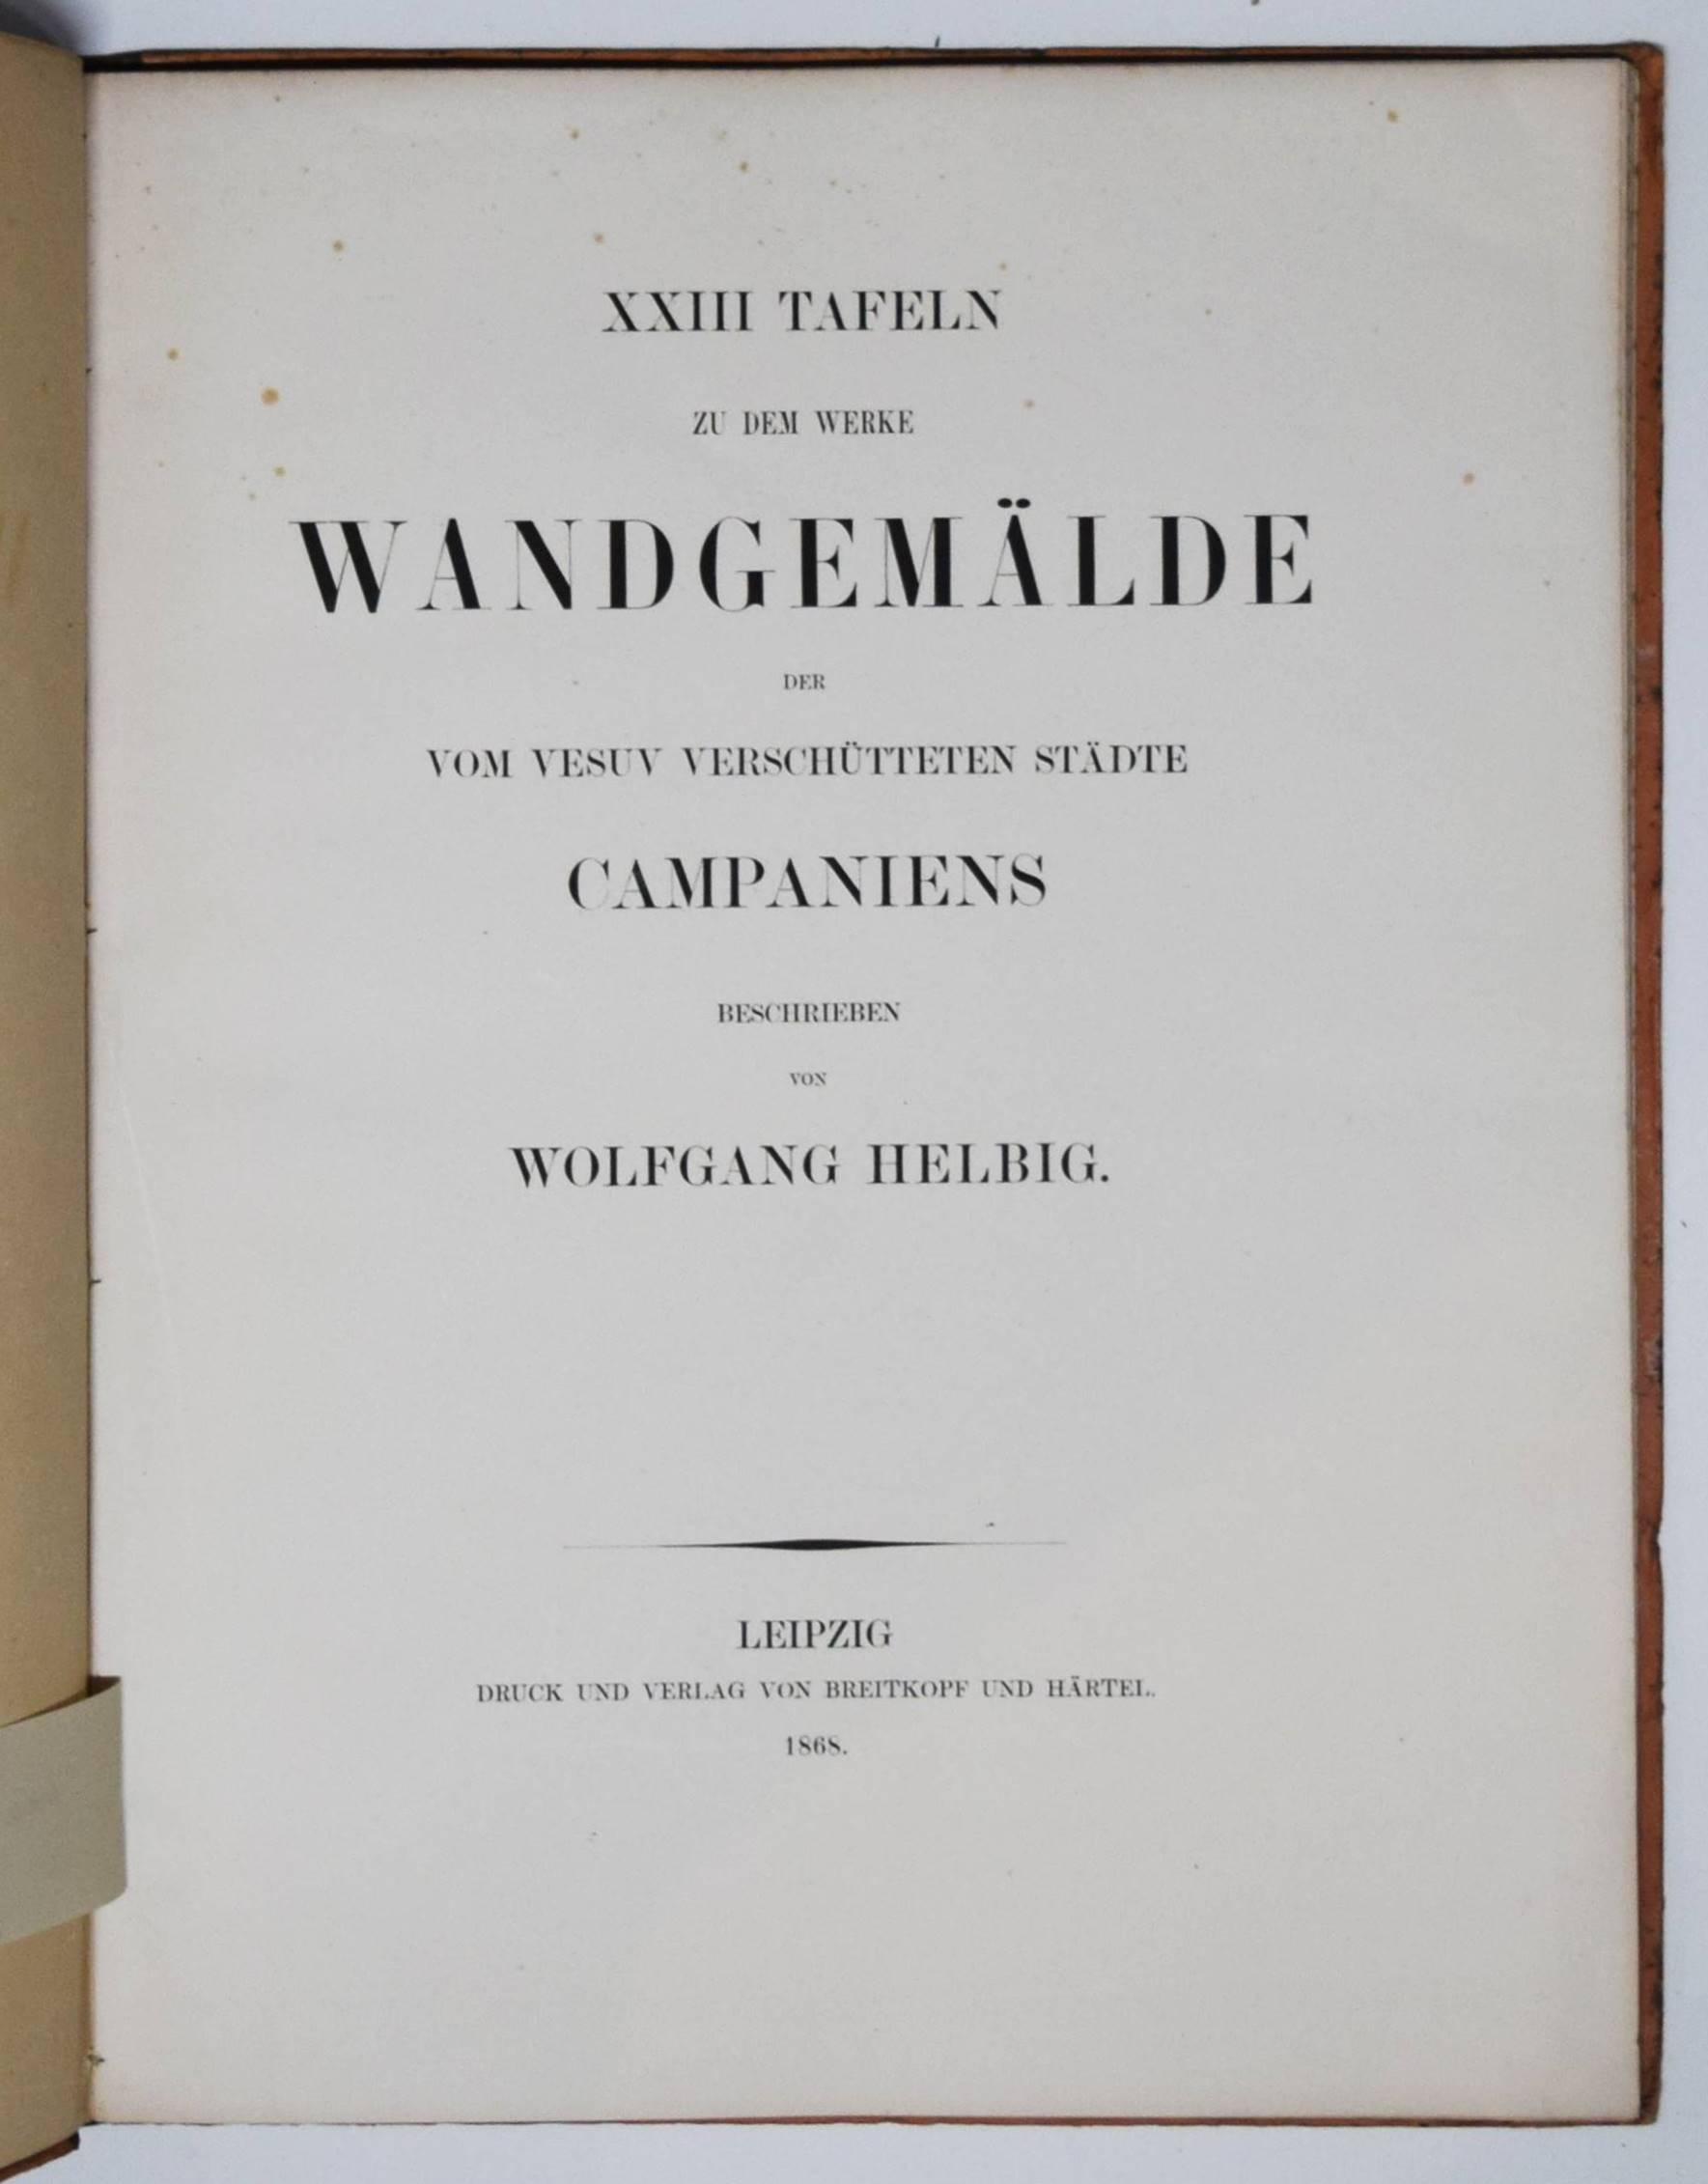 XXIII TAFELN
ZU DEM WERKE
WANDGEMÄLDE
DER
VOM VESUV VERSCHÜTTETEN STÄDTE
CAMPANIENS
BESCHRIEBEN
VON
WOLFGANG HELBIG.
LEIPZIG
DRUCK UND VERLAG VON BREITKOPF UND HÄRTEL.
1868.